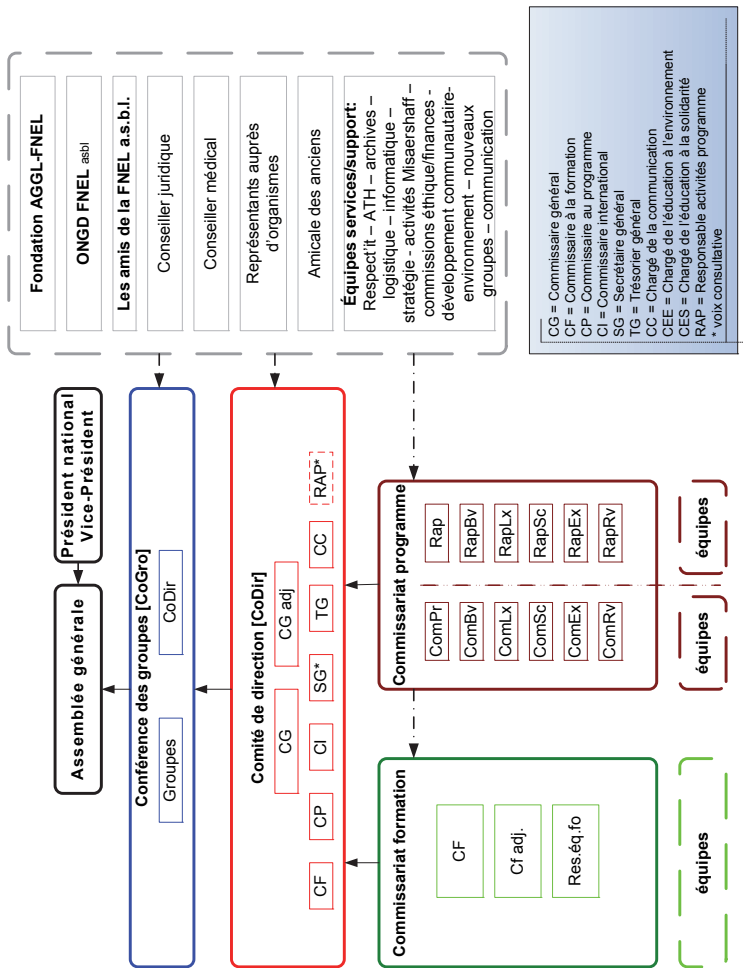 Président national
Vice-Président
Assemblée générale
Conférence des groupes [CoGro]
Groupes
CoDir
Comité de direction [CoDir]
CG
CG adj
CF
CP
CI
SG*
TG
CC
RAP*
Commissariat formation
CF
Cf adj.
Res.éq.fo
équipes
Commissariat programme
ComPr
Rap
ComBv
RapBv
ComLx
RapLx
ComSc
RapSc
ComEx
RapEx
ComRv
RapRv
équipes
équipes
Fondation AGGL-FNEL
ONGD FNEL asbl
Les amis de la FNEL a.s.b.l.
Conseiller juridique
Conseiller médical
Représentants auprès
d'organismes
Amicale des anciens
Équipes services/support:
Respect'it – ATH – archives –
logistique – informatique –
stratégie - activités Misaershaff –
commissions éthique/finances -
développement communautaire-
environnement – nouveaux
groupes – communication
CG = Commissaire général
CF = Commissaire à la formation
CP = Commissaire au programme
CI = Commissaire international
SG = Secrétaire général
TG = Trésorier général
CC = Chargé de la communication
CEE = Chargé de l'éducation à l'environnement
CES = Chargé de l'éducation à la solidarité
RAP = Responsable activités programme
* voix consultative